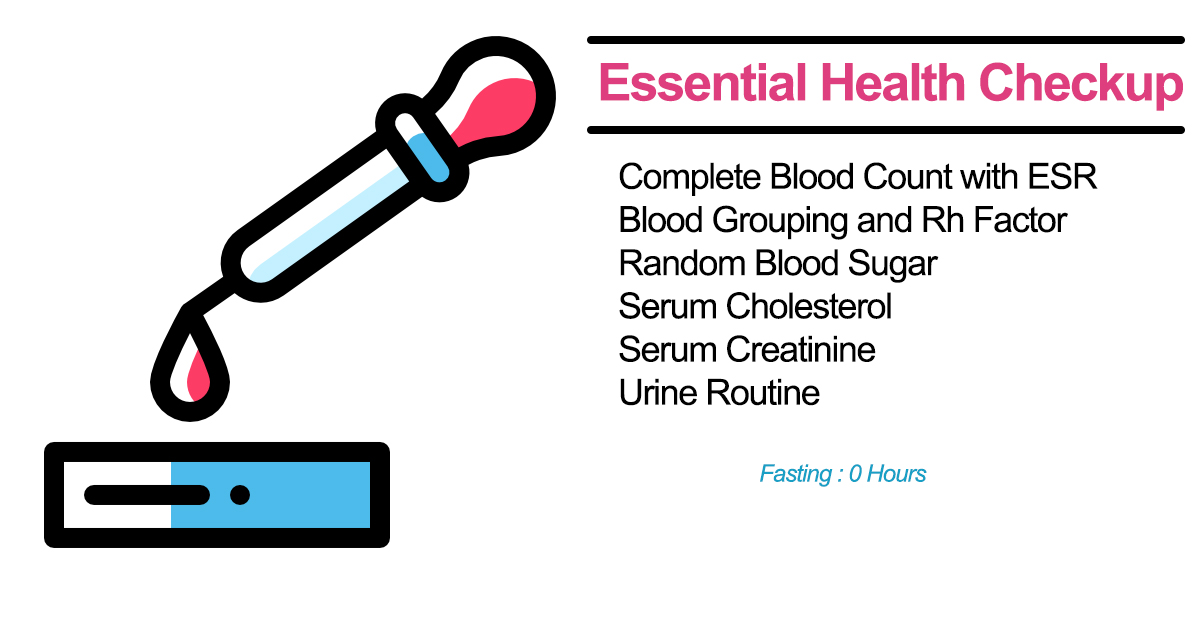 Essential Health Checkup
Complete Blood Count with ESR
Blood Grouping and Rh Factor
Random Blood Sugar
Serum Cholesterol
Serum Creatinine
Urine Routine
Fasting : 0 Hours